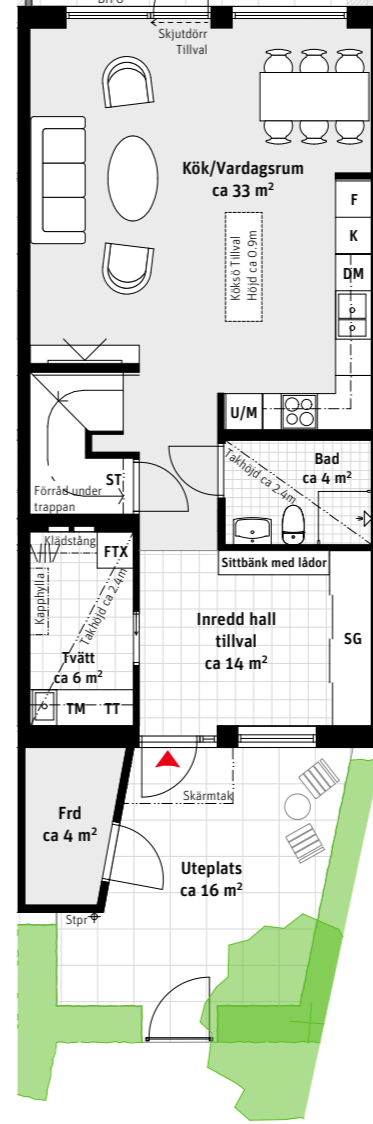 Skjutdörr
Tillval
Kök/Vardagsrum
ca 33 m²
F
K
DM
Köksö Tillval
Höjd ca 0.9m
U/M
Bad
ca 4 m²
Takhöjd ca 2.4m
ST
Förråd under
trappan
Klädstång
FTX
Kapphylla
Takhöjd ca 2.4m
Tvätt
ca 6 m²
TM
TT
Sittbänk med lådor
Inredd hall
tillval
ca 14 m²
SG
Skärmtak
Frd
ca 4 m²
Uteplats
ca 16 m²
Stpr